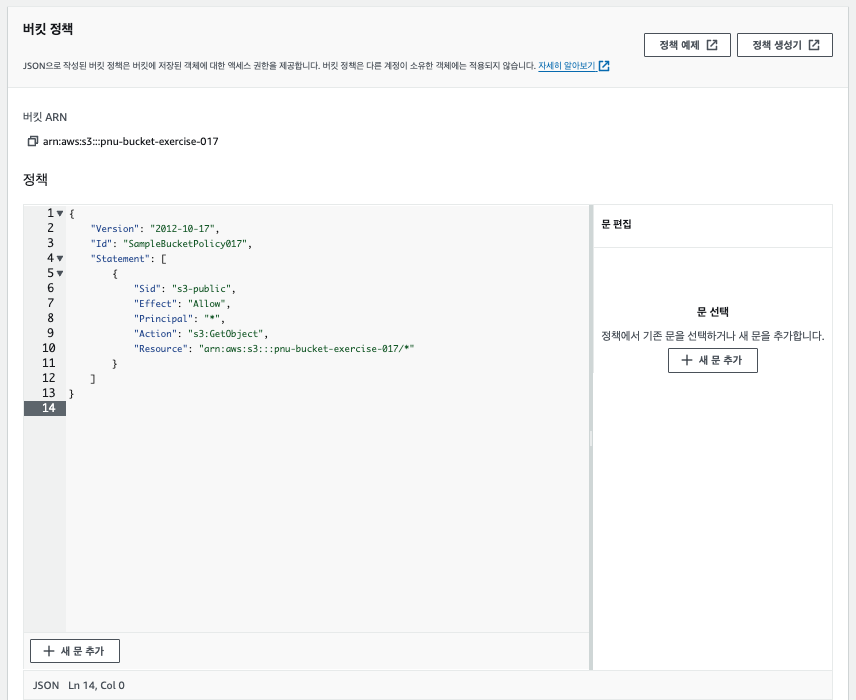 버킷 정책
정책 예제
정책 생성기
JSON으로 작성된 버킷 정책은 버킷에 저장된 객체에 대한 액세스 권한을 제공합니다. 버킷 정책은 다른 계정이 소유한 객체에는 적용되지 않습니다. 자세히 알아보기
버킷 ARN
arn:aws:s3:::pnu-bucket-exercise-017
정책
1 {
2 "Version": "2012-10-17",
3 "Id": "SampleBucketPolicy017",
4 "Statement": [
5 {
6 "Sid": "s3-public",
7 "Effect": "Allow",
8 "Principal": "*",
9 "Action": "s3:GetObject",
10 "Resource": "arn:aws:s3:::pnu-bucket-exercise-017/*"
11 }
12 ]
13 }
14
문 편집
문 선택
정책에서 기존 문을 선택하거나 새 문을 추가합니다.
+ 새 문 추가
+ 새 문 추가
JSON Ln 14, Col 0